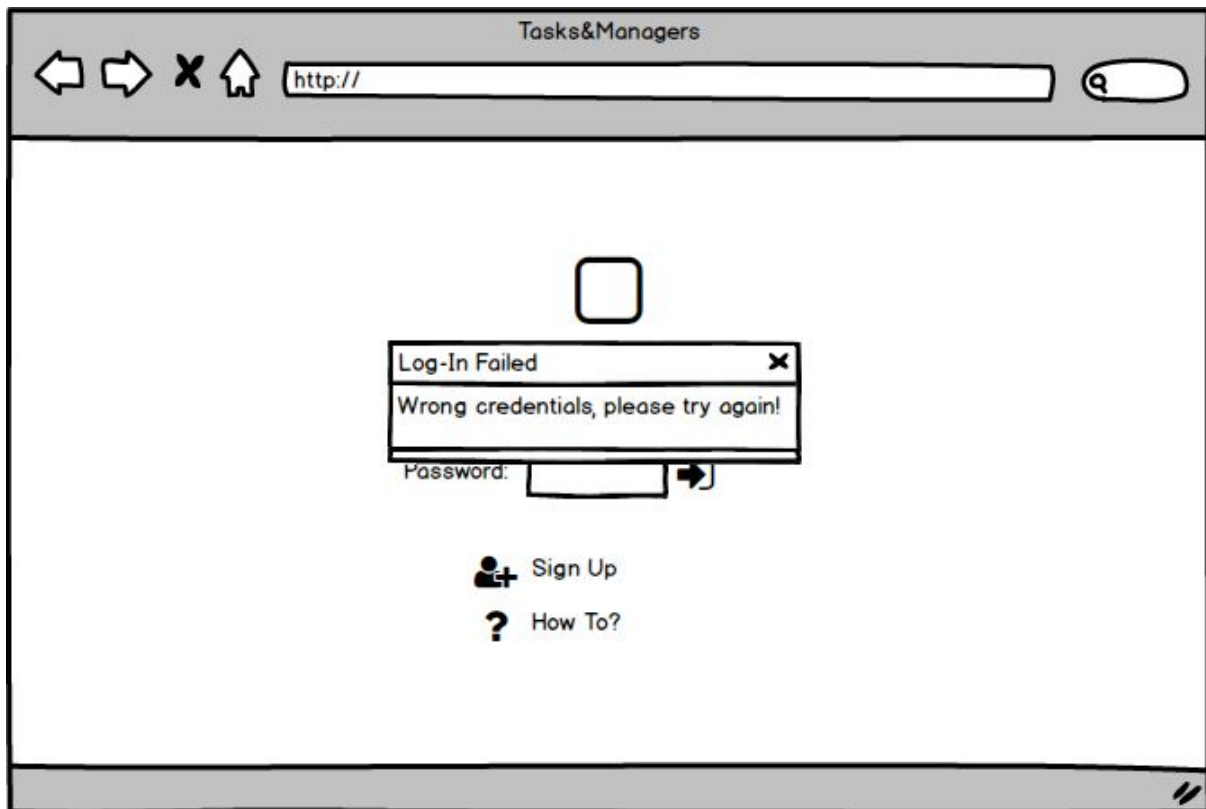 Tasks&Managers
http://
Log-In Failed
Wrong credentials, please try again!
Password:
Sign Up
? How To?